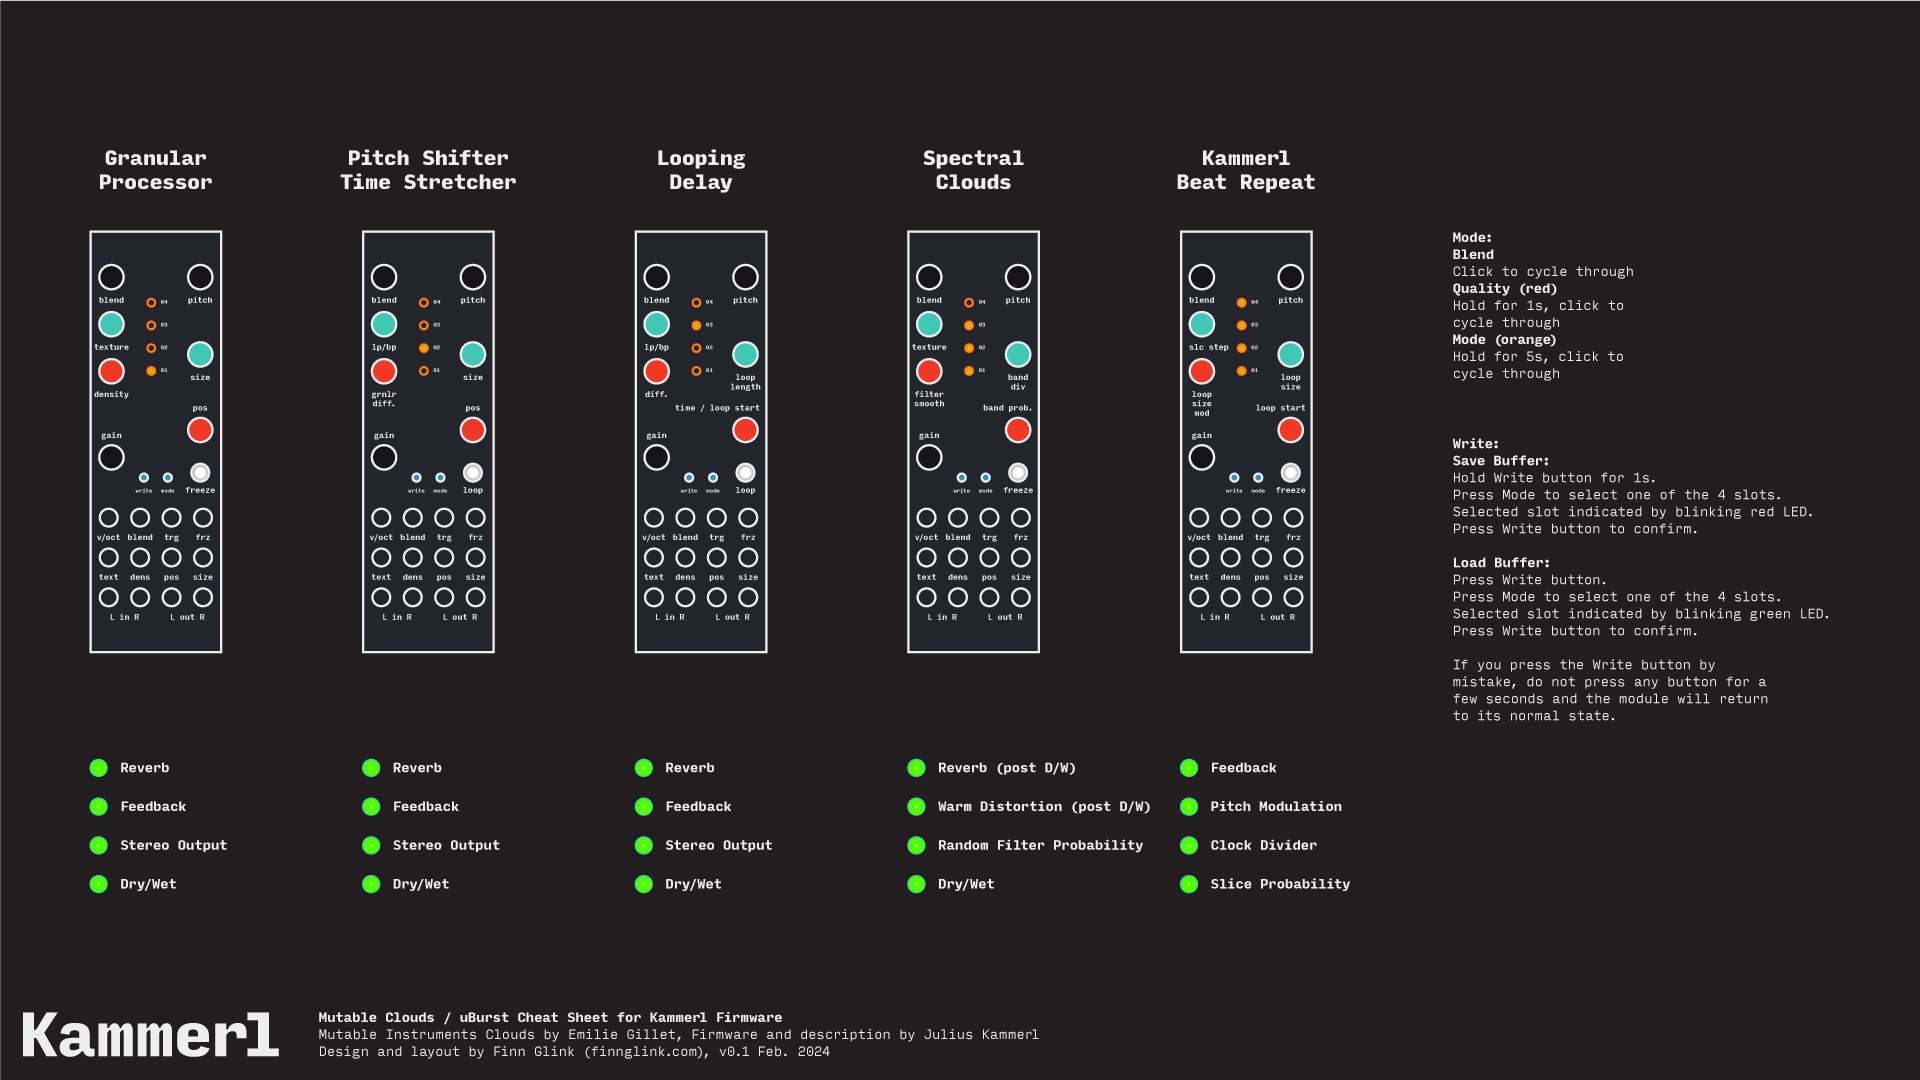 Granular
Processor
Pitch Shifter
Time Stretcher
Looping
Delay
Spectral
Clouds
Kammerl
Beat Repeat
blend
pitch
04
03
02
01
texture
size
density
pos
gain
write
mode
freeze
v/oct blend trg frz
text dens pos size
L in R
L out R
blend
pitch
04
03
02
01
lp/bp
size
grnlr
diff.
pos
gain
write
mode
loop
v/oct blend trg frz
text dens pos size
L in R
L out R
blend
pitch
04
03
02
01
lp/bp
loop
length
diff.
time / loop start
gain
write
mode
loop
v/oct blend trg frz
text dens pos size
L in R
L out R
blend
pitch
04
03
02
01
texture
band
div
filter
smooth
band prob.
gain
write
mode
freeze
v/oct blend trg frz
text dens pos size
L in R
L out R
blend
pitch
04
03
02
01
slc step
loop
size
loop
size
mod
loop start
gain
write
mode
freeze
v/oct blend trg frz
text dens pos size
L in R
L out R
Mode:
Blend
Click to cycle through
Quality (red)
Hold for 1s, click to
cycle through
Mode (orange)
Hold for 5s, click to
cycle through
Write:
Save Buffer:
Hold Write button for 1s.
Press Mode to select one of the 4 slots.
Selected slot indicated by blinking red LED.
Press Write button to confirm.
Load Buffer:
Press Write button.
Press Mode to select one of the 4 slots.
Selected slot indicated by blinking green LED.
Press Write button to confirm.
If you press the Write button by
mistake, do not press any button for a
few seconds and the module will return
to its normal state.
Reverb
Feedback
Stereo Output
Dry/Wet
Reverb
Feedback
Stereo Output
Dry/Wet
Reverb
Feedback
Stereo Output
Dry/Wet
Reverb (post D/W)
Warm Distortion (post D/W)
Random Filter Probability
Dry/Wet
Feedback
Pitch Modulation
Clock Divider
Slice Probability
Kammerl
Mutable Clouds / uBurst Cheat Sheet for Kammerl Firmware
Mutable Instruments Clouds by Emilie Gillet, Firmware and description by Julius Kammerl
Design and layout by Finn Glink (finnglink.com), v0.1 Feb. 2024